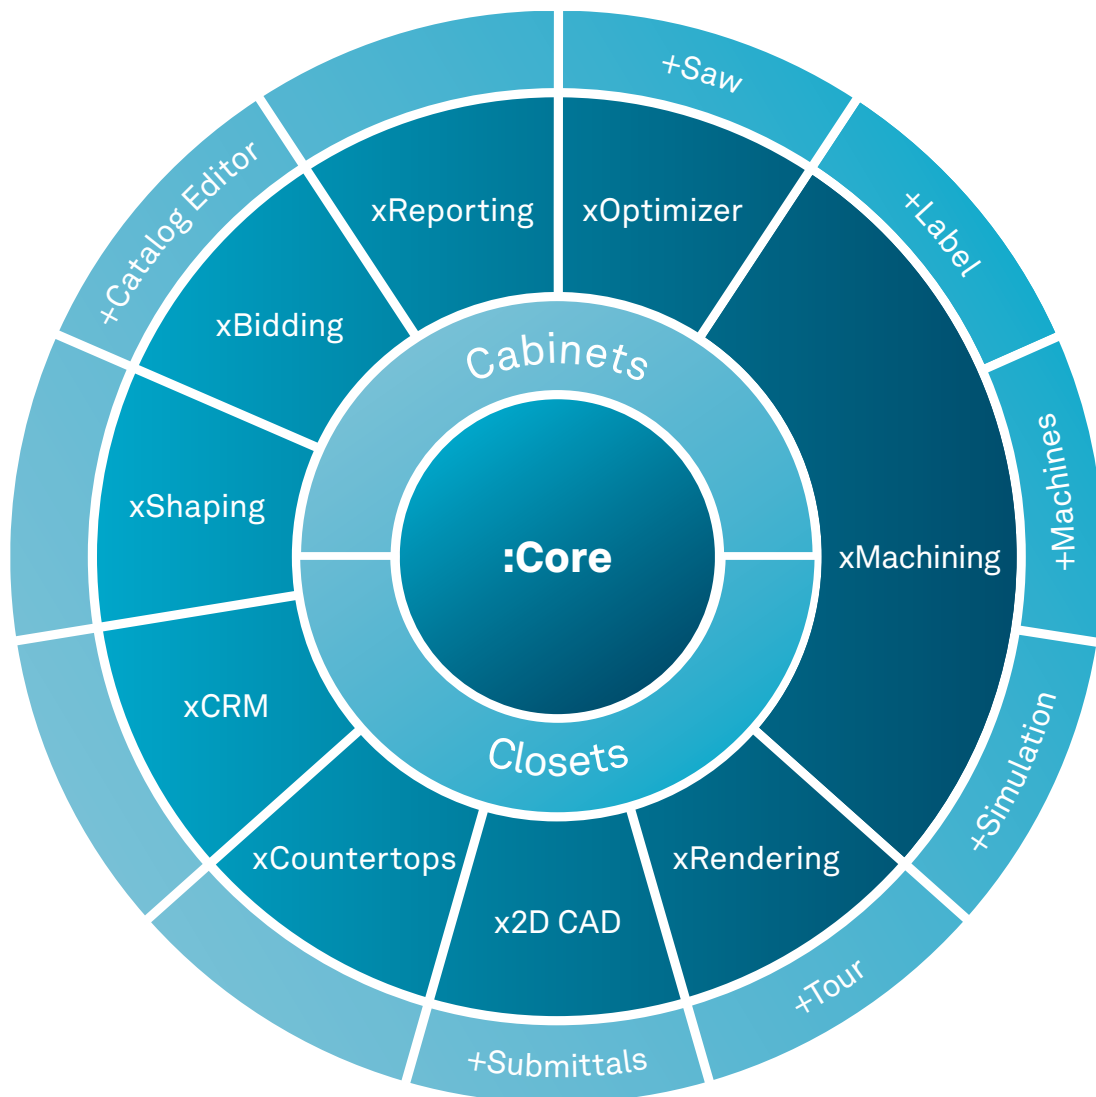 +Saw
+Label
+Catalog Editor
xReporting
xOptimizer
xBidding
Cabinets
+Machines
xShaping
:Core
xMachining
xCRM
Closets
+Simulation
xCountertops
xRendering
x2D CAD
+Tour
+Submittals